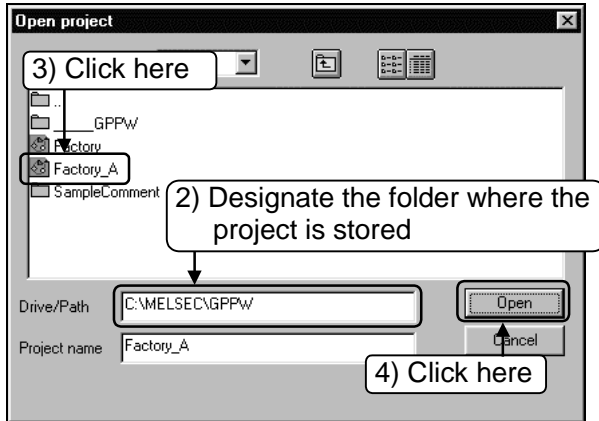 Open project
3) Click here
..
____GPPW
Factory
Factory_A
SampleComment
2) Designate the folder where the
project is stored
Drive/Path C:\MELSEC\GPPW Open
Project name Factory_A Cancel
4) Click here